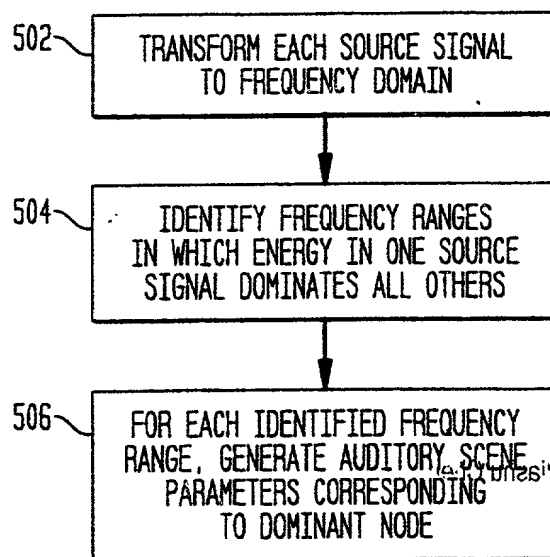 502
TRANSFORM EACH SOURCE SIGNAL
TO FREQUENCY DOMAIN
504
IDENTIFY FREQUENCY RANGES
IN WHICH ENERGY IN ONE SOURCE
SIGNAL DOMINATES ALL OTHERS
506
FOR EACH IDENTIFIED FREQUENCY
RANGE, GENERATE AUDITORY SCENE
PARAMETERS CORRESPONDING
TO DOMINANT NODE